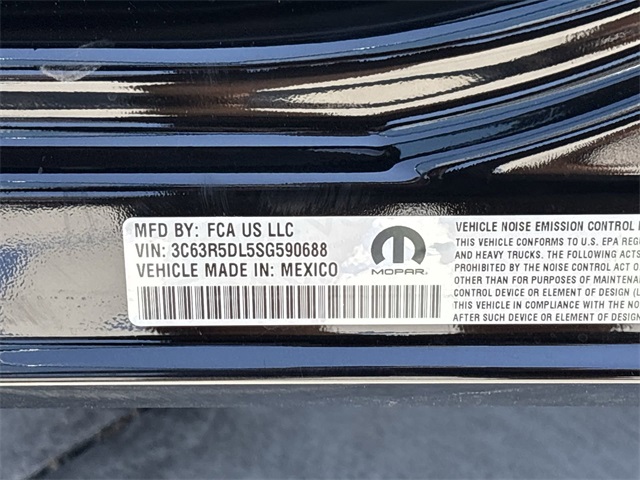 MFD BY: FCA US LLC
VIN: 3C63R5DL5SG590688
VEHICLE MADE IN: MEXICO
MOPAR
VEHICLE NOISE EMISSION CONTROL
THIS VEHICLE CONFORMS TO U.S. EPA REG
AND HEAVY TRUCKS. THE FOLLOWING ACTS
PROHIBITED BY THE NOISE CONTROL ACT O
OTHER THAN FOR PURPOSES OF MAINTENA
CONTROL DEVICE OR ELEMENT OF DESIGN (L
THIS VEHICLE IN COMPLIANCE WITH THE NO
AFTER SUCH DEVICE OR ELEMENT OF DESIGN